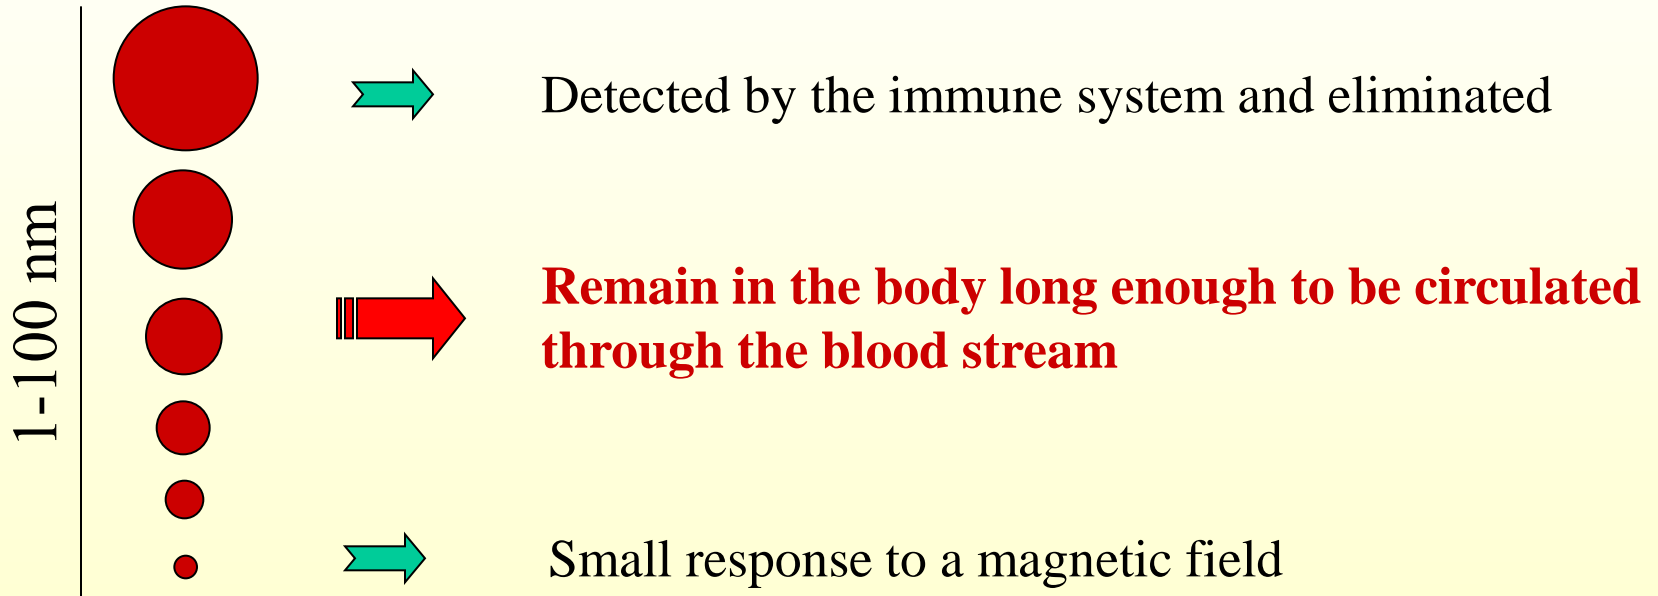 1-100 nm
Detected by the immune system and eliminated
Remain in the body long enough to be circulated
through the blood stream
Small response to a magnetic field